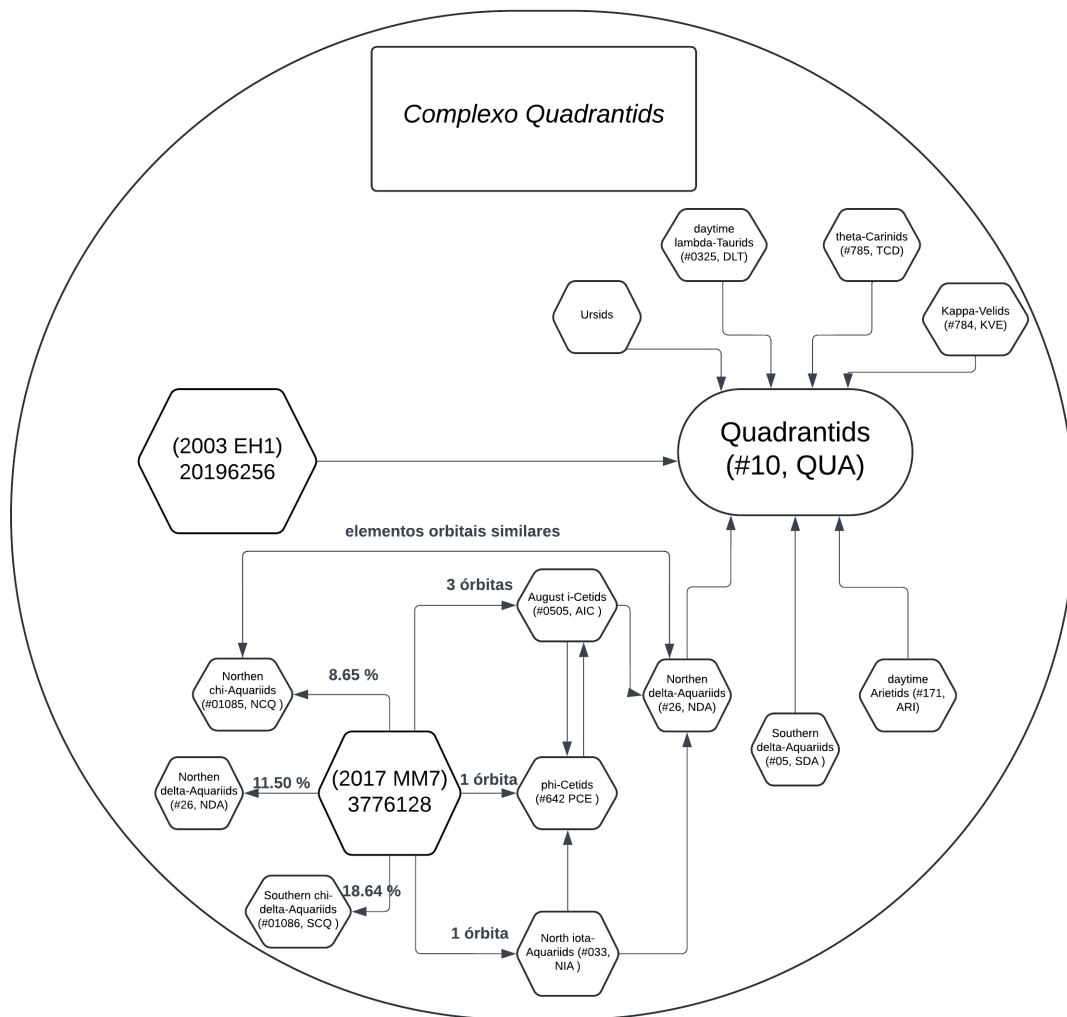 Complexo Quadrantids
daytime
lambda-Taurids
(#0325, DLT)
theta-Carinids
(#785, TCD)
Ursids
Kappa-Velids
(#784, KVE)
(2003 EH1)
20196256
Quadrantids
(#10, QUA)
elementos orbitais similares
3 órbitas
August i-Cetids
(#0505, AIC )
Northen
chi-Aquariids
(#01085, NCQ )
8.65 %
Northen
delta-Aquariids
(#26, NDA)
daytime
Arietids (#171,
ARI)
Southern
delta-Aquariids
(#05, SDA )
Northen
delta-Aquariids
(#26, NDA)
11.50 %
(2017 MM7)
3776128
1 órbita
phi-Cetids
(#642 PCE )
Southern chi-
delta-Aquariids
(#01086, SCQ )
18.64 %
1 órbita
North iota-
Aquariids (#033,
NIA )